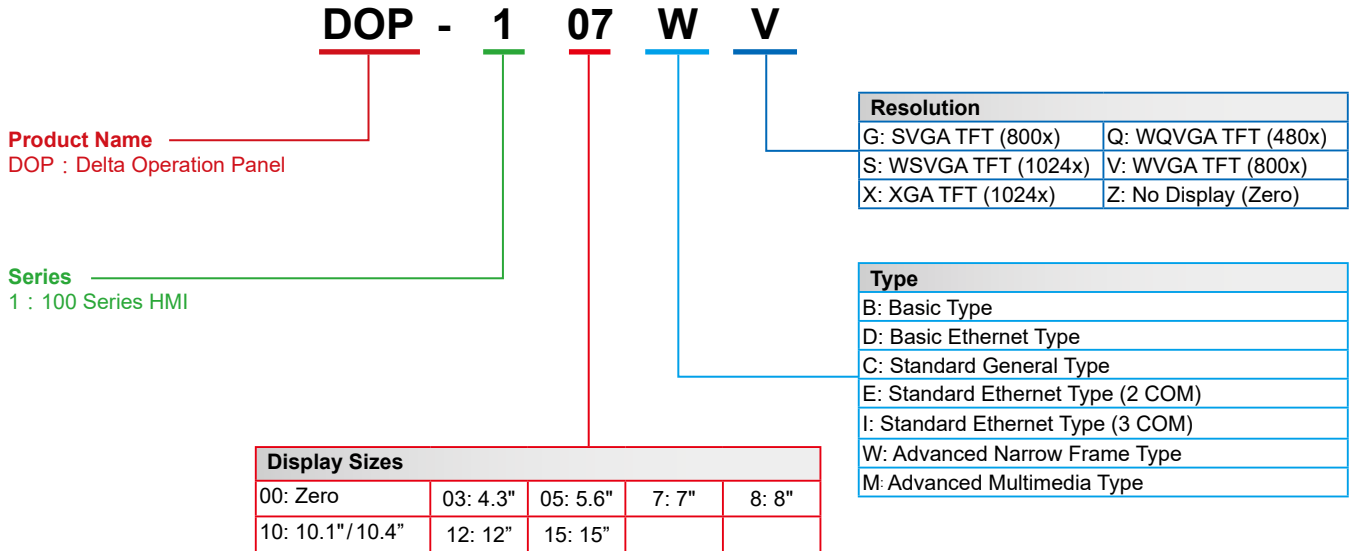 DOP - 1 07 W V
Product Name
DOP：Delta Operation Panel
Series
1：100 Series HMI
Resolution
G: SVGA TFT (800x) Q: WQVGA TFT (480x)
S: WSVGA TFT (1024x) V: WVGA TFT (800x)
X: XGA TFT (1024x) Z: No Display (Zero)
Type
B: Basic Type
D: Basic Ethernet Type
C: Standard General Type
E: Standard Ethernet Type (2 COM)
I: Standard Ethernet Type (3 COM)
W: Advanced Narrow Frame Type
M: Advanced Multimedia Type
Display Sizes
00: Zero 03: 4.3" 05: 5.6" 7: 7" 8: 8"
10: 10.1"/10.4” 12: 12” 15: 15”